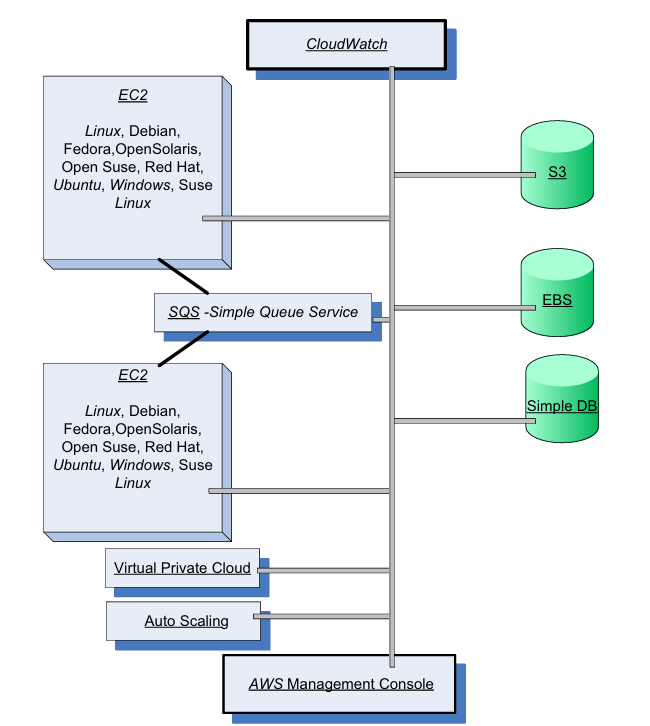 CloudWatch
EC2
Linux, Debian,
Fedora,OpenSolaris,
Open Suse, Red Hat,
Ubuntu, Windows, Suse
Linux
S3
EBS
SQS -Simple Queue Service
Simple DB
EC2
Linux, Debian,
Fedora,OpenSolaris,
Open Suse, Red Hat,
Ubuntu, Windows, Suse
Linux
Virtual Private Cloud
Auto Scaling
AWS Management Console